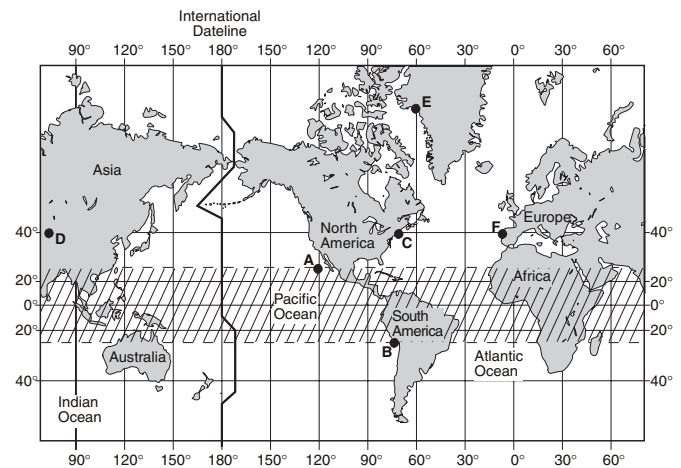 International
Dateline
90° 120° 150° 180° 150° 120° 90° 60° 30° 0° 30° 60°
E
Asia
40° D North
America C F Europe 40°
A
20° Africa 20°
0° Pacific
Ocean 0°
20° South
America 20°
B
Australia Atlantic
Ocean
40° 40°
Indian
Ocean
90° 120° 150° 180° 150° 120° 90° 60° 30° 0° 30° 60°